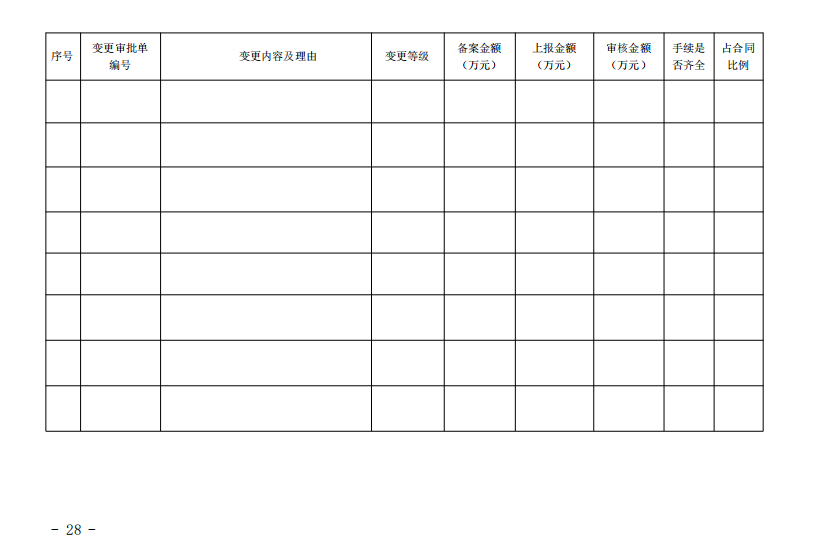 序号
变更审批单
编号
变更内容及理由
变更等级
备案金额
（万元）
上报金额
（万元）
审核金额
（万元）
手续是
否齐全
占合同
比例
- 28 -